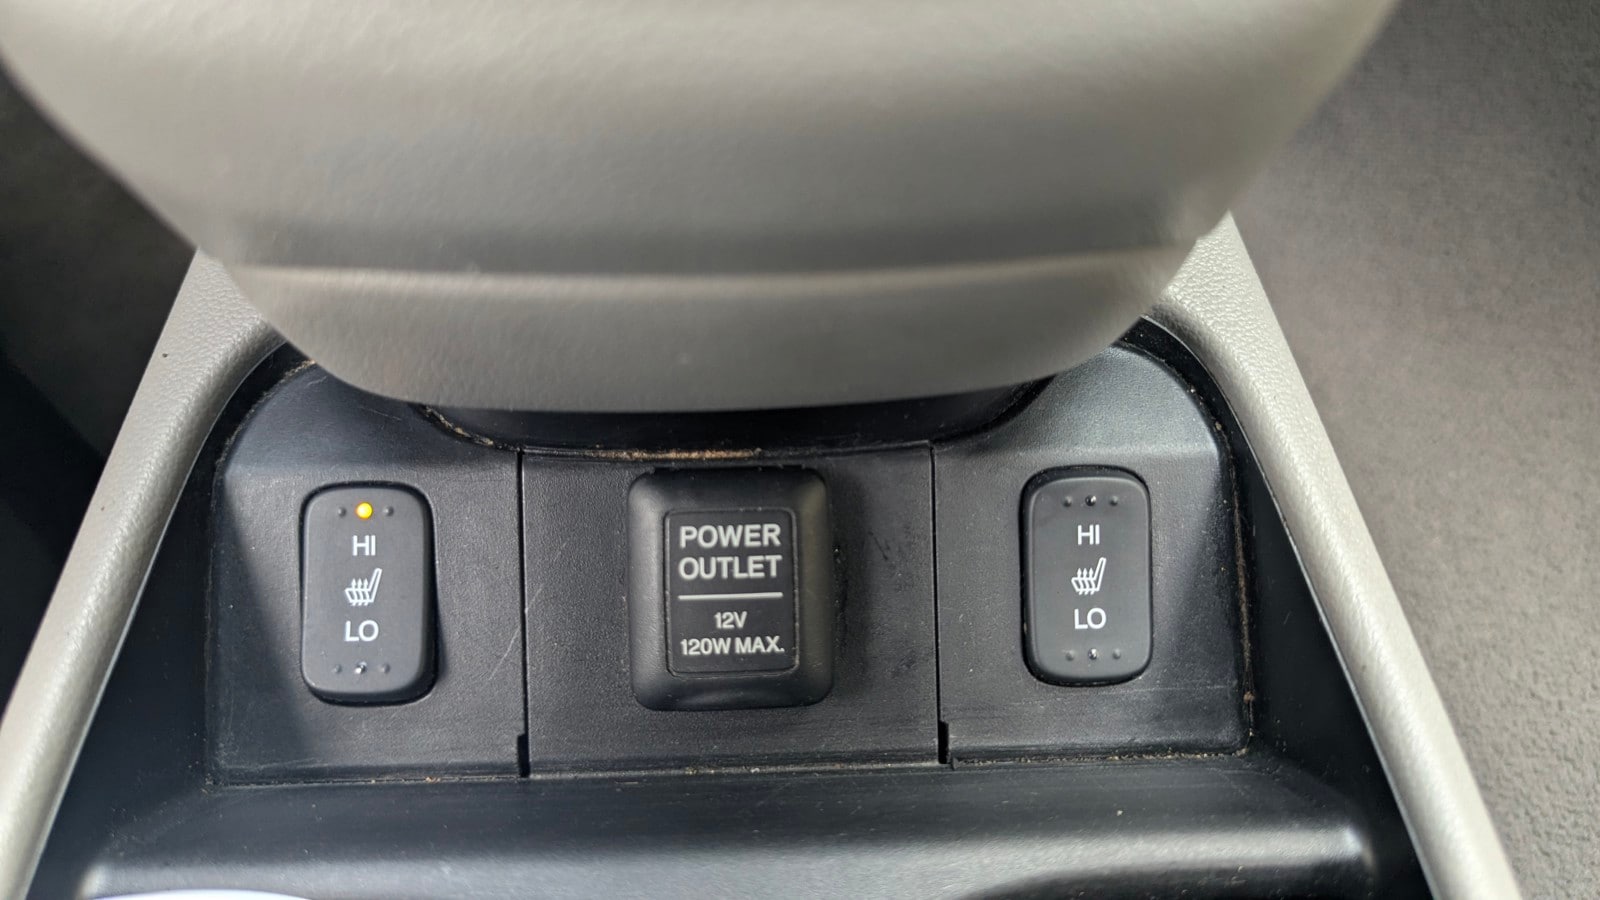 HI
LO
POWER
OUTLET
12V
120W MAX.
HI
LO